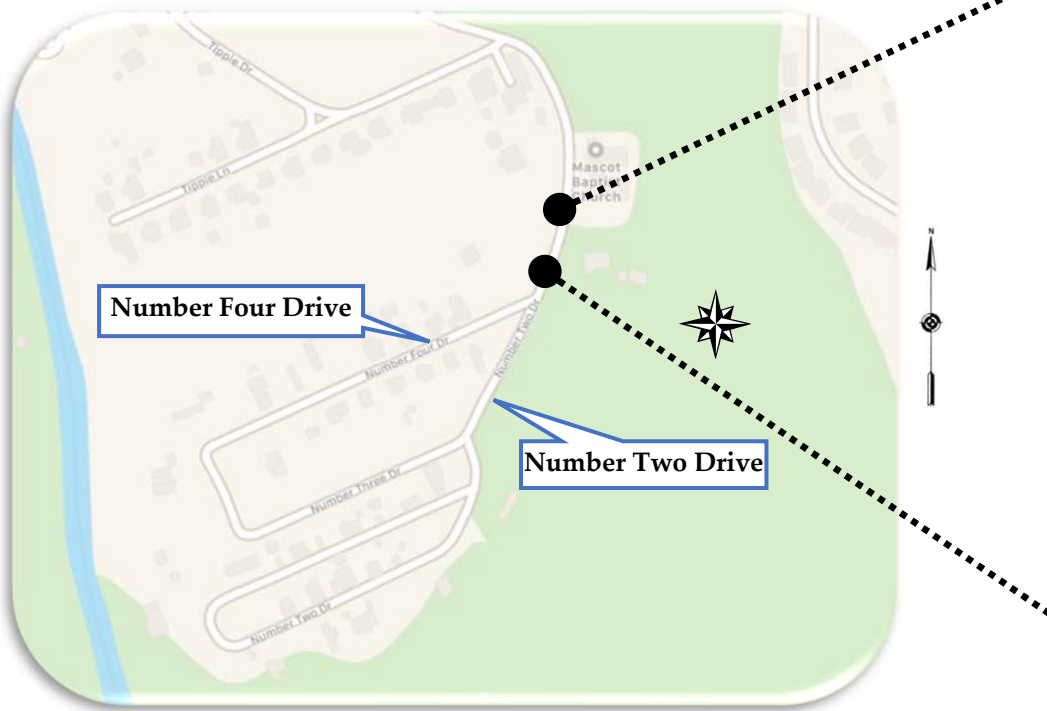 Tipple Dr
Mascot
Baptist
Church
Tipple Ln
N
Number Four Drive
Number Two Dr
Number Four Dr
Number Two Drive
Number Three Dr
Number Two Dr